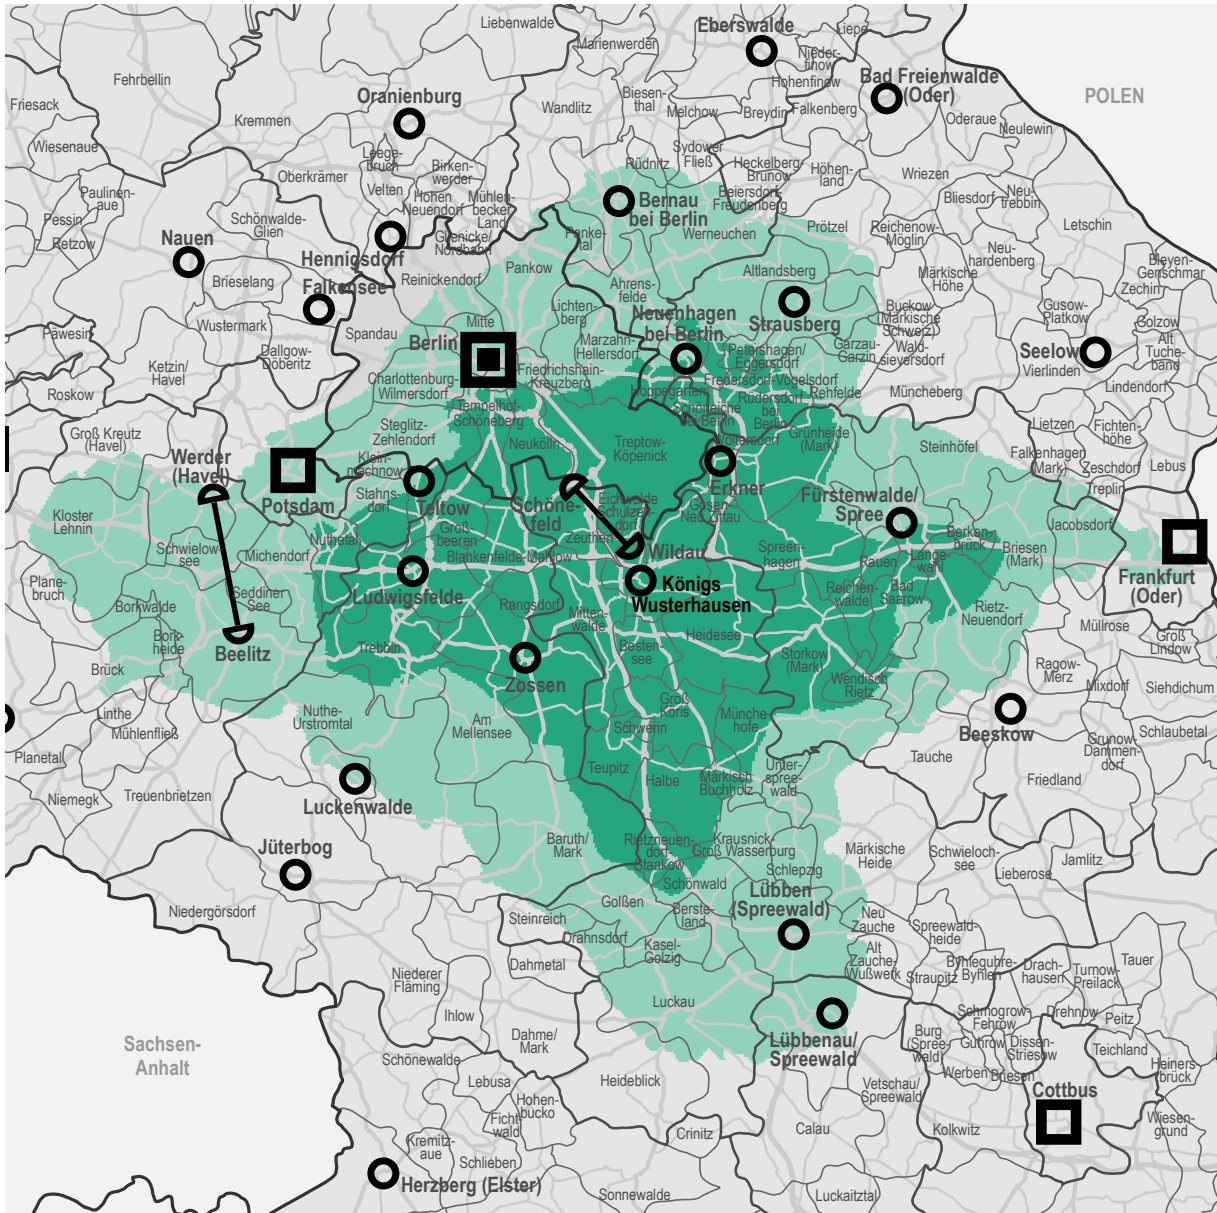 Liebenwalde
Eberswalde
Liepe
Marienwerder
Nieder-
finow
Fehrbellin
Hohenfinow
Bad Freienwalde
(Oder)
POLEN
Friesack
Oranienburg
Wandlitz
Biesen-
thal
Melchow
Breydin
Falkenberg
Kremmen
Oderaue
Neulewin
Wiesenaue
Leege-
bruch
Birken-
werder
Sydower
Fließ
Rüdnitz
Heckelberg-
Brunow
Höhen-
land
Wriezen
Oberkrämer
Velten
Hohen
Neuendorf
Mühlen-
becker
Land
Beiersdorf-
Freudenberg
Bliesdorf
Neu-
trebbin
Paulinen-
aue
Pessin
Retzow
Schönwalde-
Glien
Bernau
bei Berlin
Werneuchen
Prötzel
Reichenow-
Möglin
Letschin
Nauen
Hennigsdorf
Glienicke/
Nordbahn
Panke-
tal
Neu-
hardenberg
Bleyen-
Genschmar
Brieselang
Falkensee
Reinickendorf
Pankow
Ahrens-
felde
Altlandsberg
Märkische
Höhe
Zechin
Päwesin
Wustermark
Spandau
Mitte
Lichten-
berg
Neuenhagen
bei Berlin
Strausberg
Buckow
(Märkische
Schweiz)
Gusow-
Platkow
Golzow
Ketzin/
Havel
Dallgow-
Döberitz
Berlin
Marzahn-
Hellersdorf
Petershagen/
Eggersdorf
Garzau-
Garzin
Wald-
sieversdorf
Seelow
Vierlinden
Alt
Tuche-
band
Roskow
Charlottenburg-
Wilmersdorf
Friedrichshain-
Kreuzberg
Hoppegarten
Fredersdorf-Vogelsdorf
Rehfelde
Müncheberg
Lindendorf
Tempelhof-
Schöneberg
Schöneiche
bei Berlin
Rüdersdorf
bei
Berlin
Groß Kreutz
(Havel)
Steglitz-
Zehlendorf
Neukölln
Treptow-
Köpenick
Woltersdorf
Grünheide
(Mark)
Steinhöfel
Lietzen
Fichten-
höhe
Werder
(Havel)
Klein-
machnow
Falkenhagen
(Mark)
Zeschdorf
Lebus
Potsdam
Stahns-
dorf
Teltow
Schöne-
feld
Eichwalde
Schulzen-
dorf
Erkner
Gosen-
Neu Zittau
Fürstenwalde/
Spree
Treplin
Kloster
Lehnin
Nuthetal
Groß-
beeren
Zeuthen
Jacobsdorf
Schwielow-
see
Michendorf
Blankenfelde-Mahlow
Wildau
Spreen-
hagen
Rauen
Lange-
wahl
Berken-
brück
Briesen
(Mark)
Frankfurt
(Oder)
Plane-
bruch
Borkwalde
Seddiner
See
Ludwigsfelde
Rangsdorf
Königs
Wusterhausen
Reichen-
walde
Bad
Saarow
Rietz-
Neuendorf
Müllrose
Bork-
heide
Beelitz
Trebbin
Mitten-
walde
Besten-
see
Heidesee
Storkow
(Mark)
Groß
Lindow
Brück
Zossen
Wendisch
Rietz
Ragow-
Merz
Mixdorf
Siehdichum
Linthe
Mühlenfließ
Nuthe-
Urstromtal
Am
Mellensee
Groß
Köris
Schwerin
Münche-
hofe
Beeskow
Grunow-
Dammen-
dorf
Schlaubetal
Planetal
Niemegk
Treuenbrietzen
Luckenwalde
Teupitz
Halbe
Märkisch
Buchholz
Unter-
spree-
wald
Tauche
Friedland
Jüterbog
Baruth/
Mark
Rietzneuen-
dorf-
Staakow
Krausnick-
Groß Wasserburg
Schlepzig
Märkische
Heide
Schwieloch-
see
Lieberose
Jamlitz
Schönwald
Lübben
(Spreewald)
Niedergörsdorf
Golßen
Berste-
land
Steinreich
Drahnsdorf
Kasel-
Golzig
Neu
Zauche
Spreewald-
heide
Dahmetal
Alt
Zauche-
Wußwerk
Straupitz
Byhleguhre-
Byhlen
Drach-
hausen
Turnow-
Preilack
Tauer
Niederer
Fläming
Ihlow
Luckau
Lübbenau/
Spreewald
Schmogrow-
Fehrow
Drehnow
Peitz
Sachsen-
Anhalt
Dahme/
Mark
Burg
(Spree-
wald)
Guhrow
Dissen-
Striesow
Teichland
Heiners-
brück
Schönewalde
Lebusa
Heideblick
Vetschau/
Spreewald
Werben
Briesen
Cottbus
Hohen-
bucko
Ficht-
wald
Crinitz
Calau
Kolkwitz
Wiesen-
grund
Kremitz-
aue
Schlieben
Herzberg (Elster)
Sonnewalde
Luckaitztal